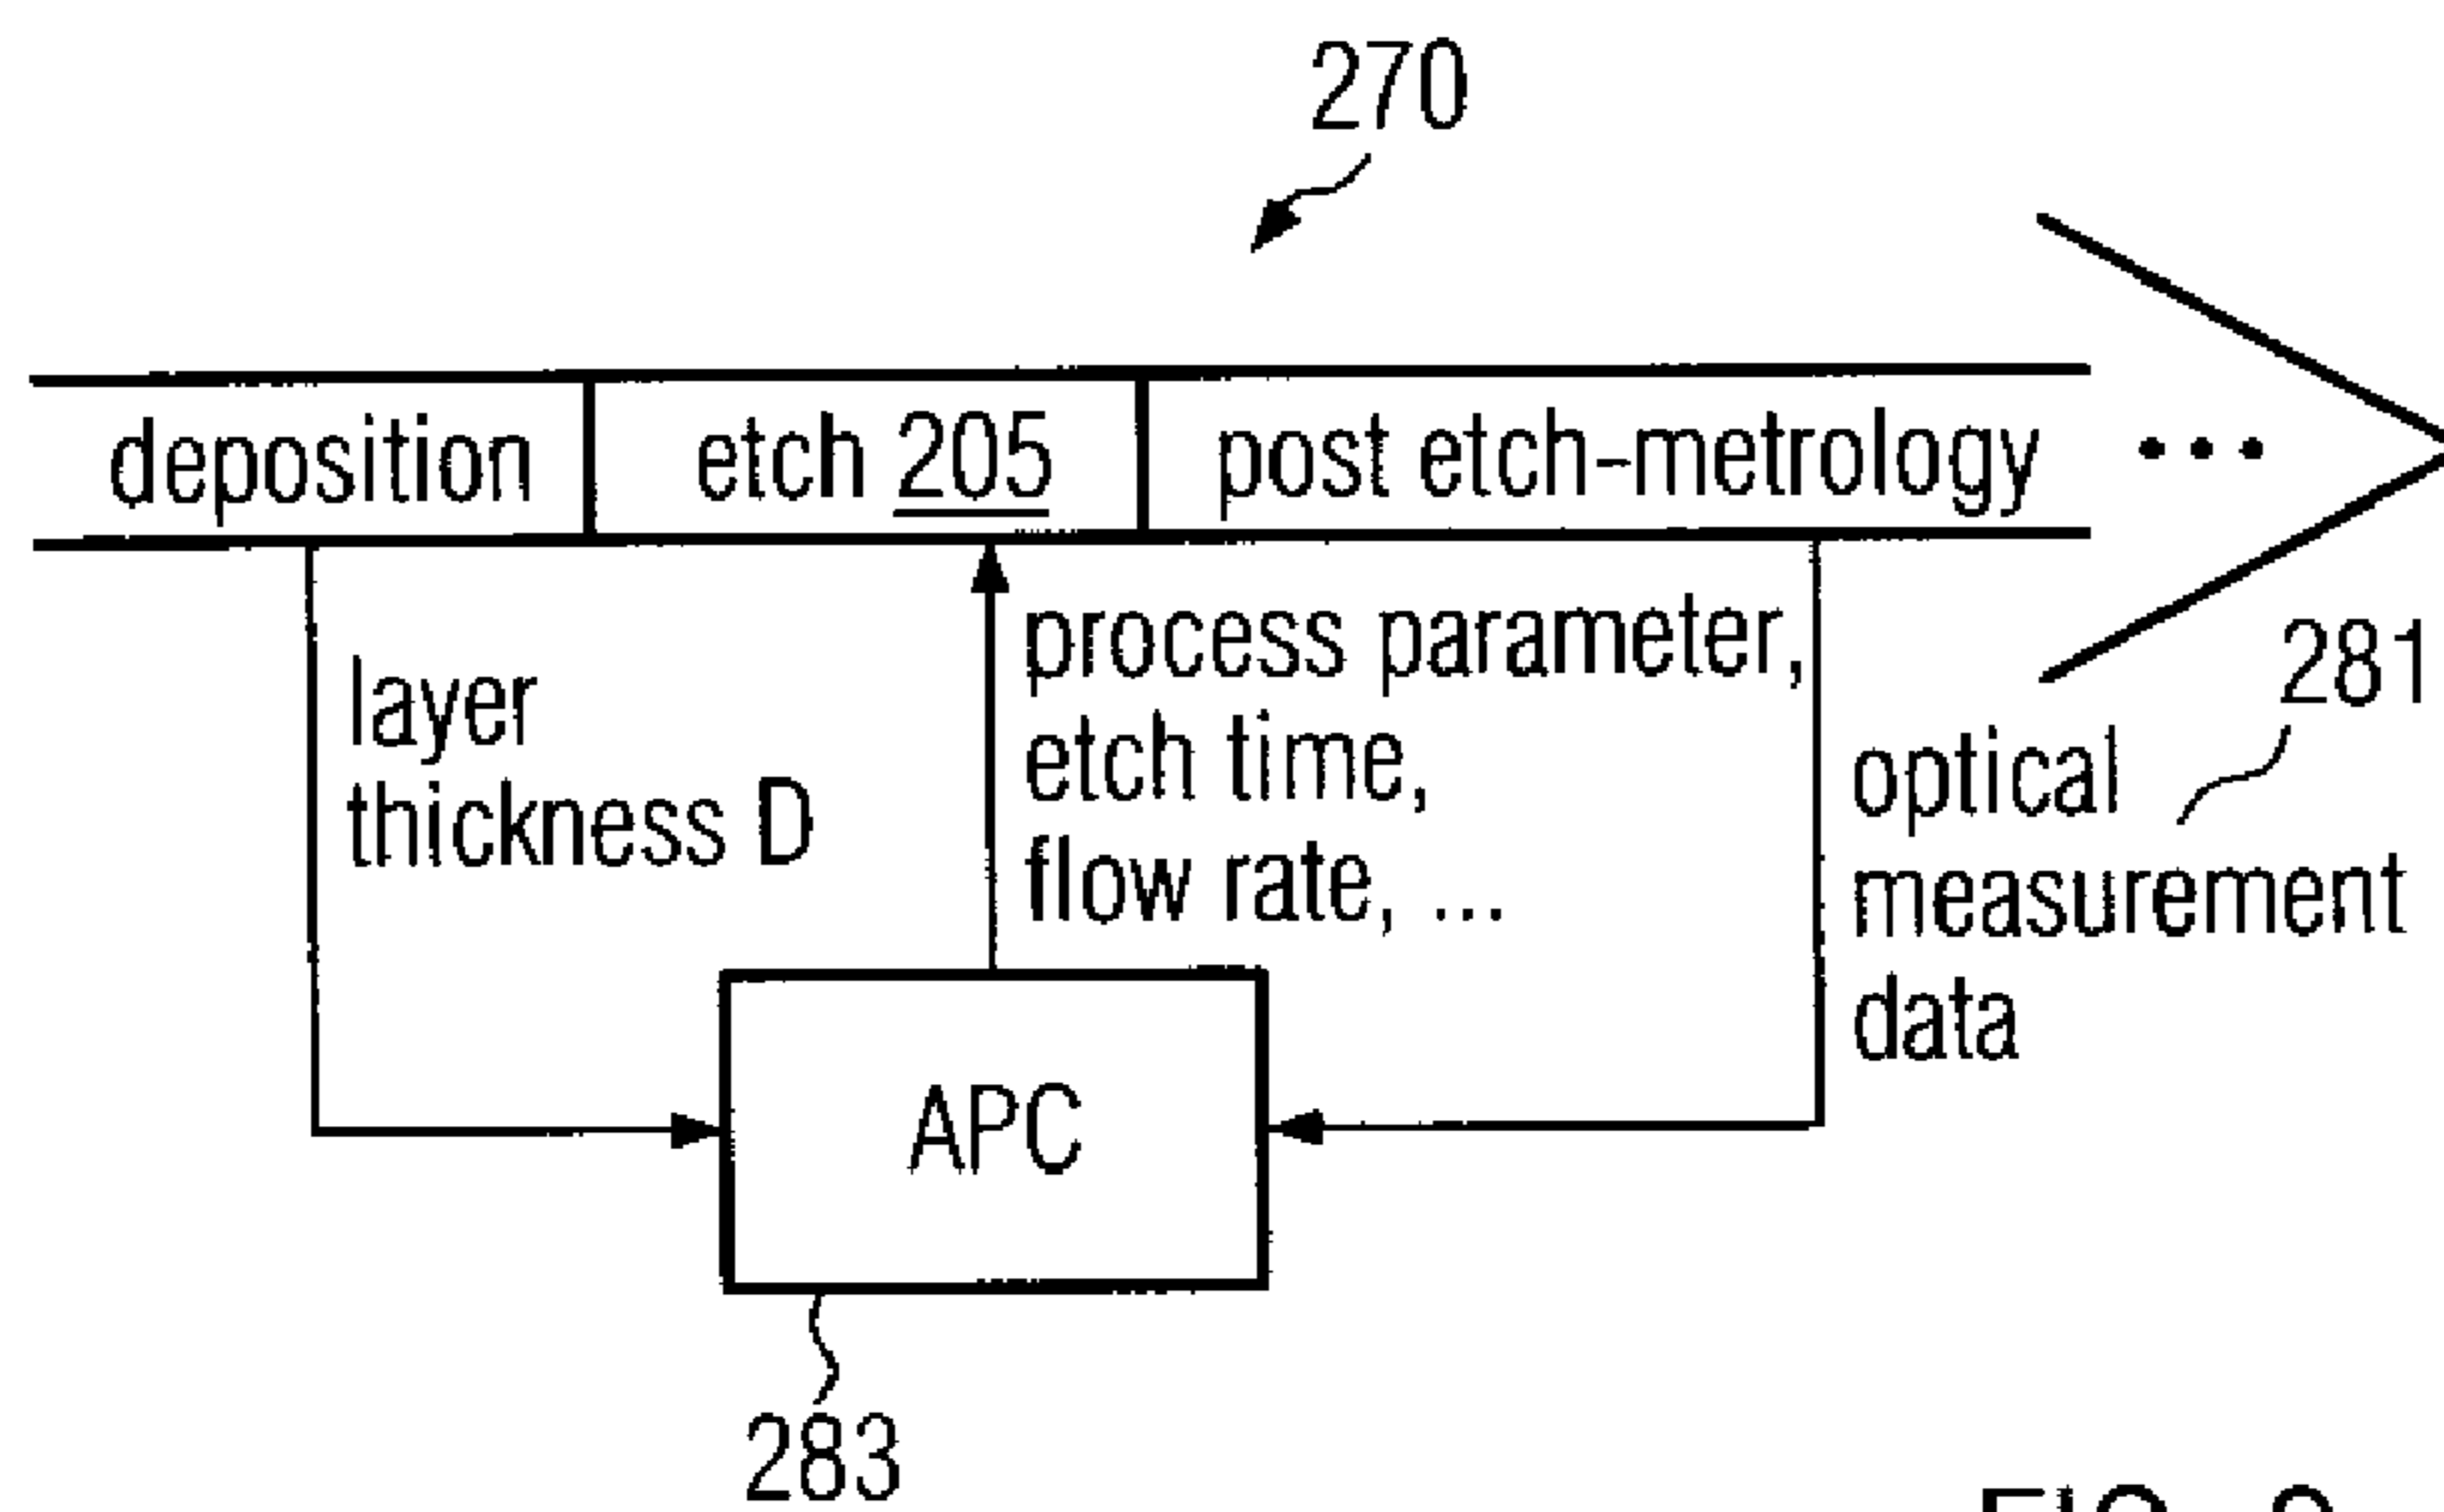 270
deposition
etch 205
post etch-metrology
...
layer
thickness D
process parameter,
etch time,
flow rate, ...
281
optical
measurement
data
APC
283